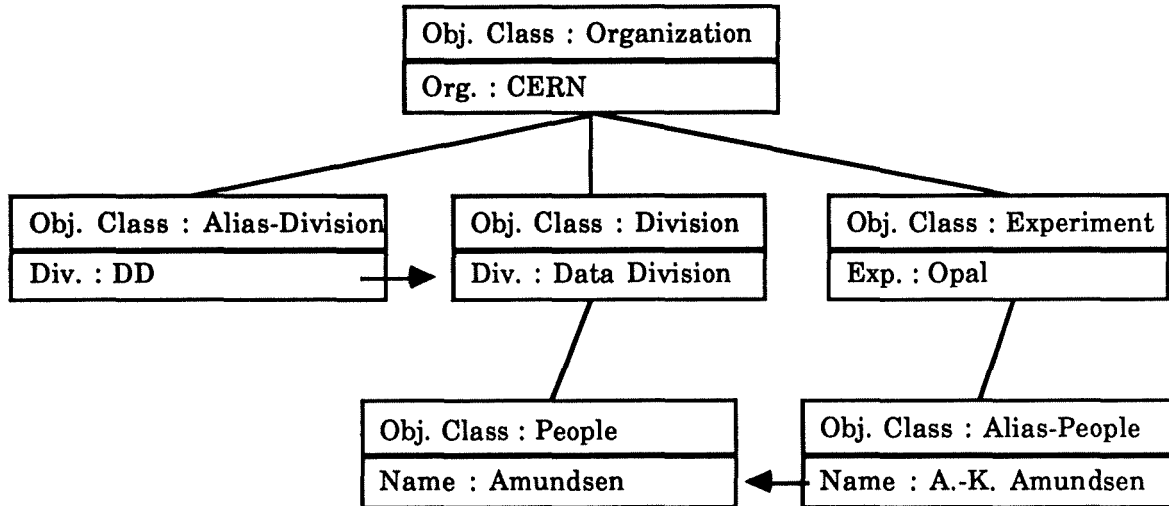 Obj. Class : Organization
Org. : CERN
Obj. Class : Alias-Division
Div. : DD
Obj. Class : Division
Div. : Data Division
Obj. Class : Experiment
Exp. : Opal
Obj. Class : People
Name : Amundsen
Obj. Class : Alias-People
Name : A.-K. Amundsen